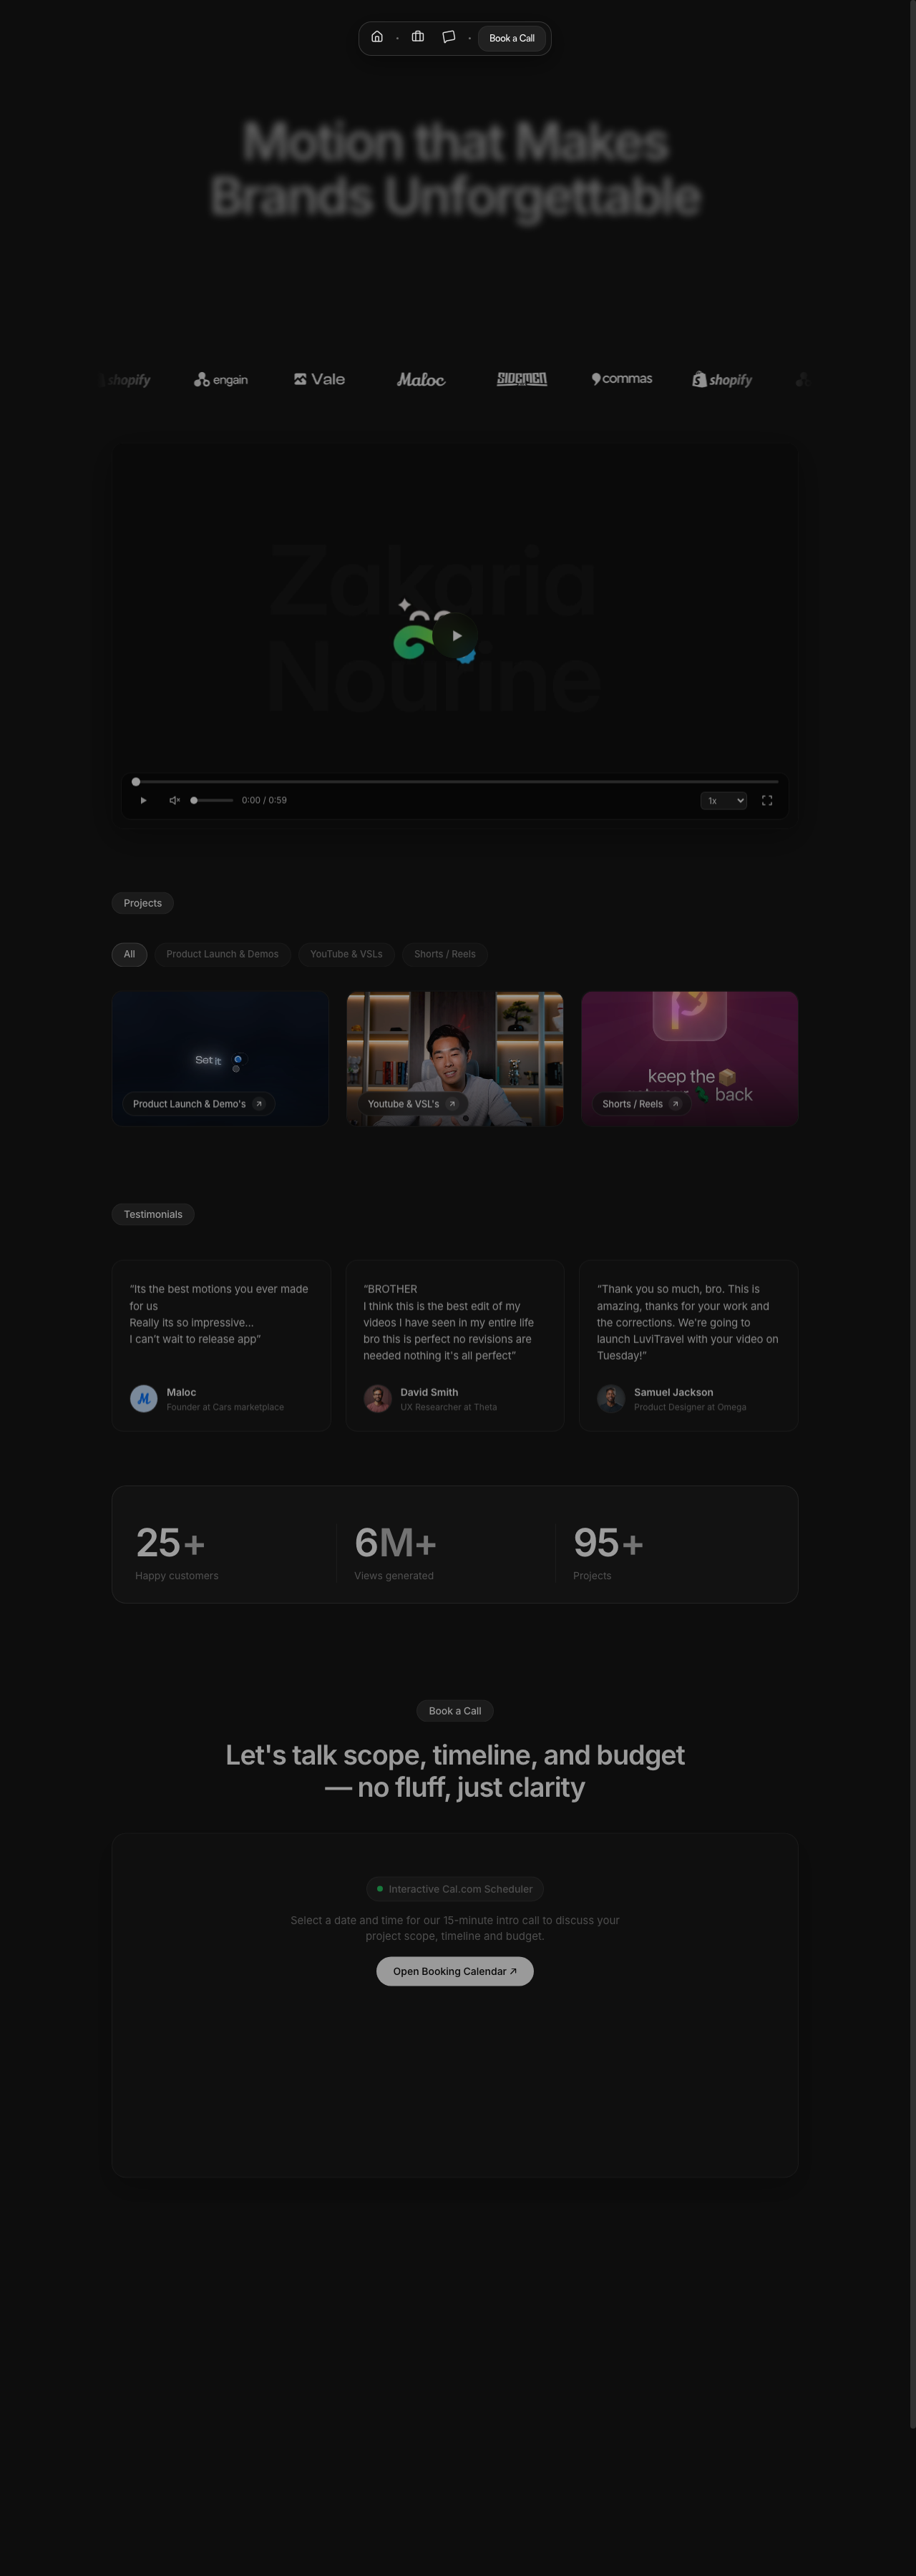 Book a Call
Motion that Makes
Brands Unforgettable
shopify
engain
Vale
Maloc
SIDEMEN
commas
shopify
Zakaria
Nourine
0:00 / 0:59
1x
Projects
All
Product Launch & Demos
YouTube & VSLs
Shorts / Reels
Set it
Product Launch & Demo's
Youtube & VSL's
keep the
back
Shorts / Reels
Testimonials
“Its the best motions you ever made
for us
Really its so impressive...
I can't wait to release app”
Maloc
Founder at Cars marketplace
“BROTHER
I think this is the best edit of my
videos I have seen in my entire life
bro this is perfect no revisions are
needed nothing it's all perfect”
David Smith
UX Researcher at Theta
“Thank you so much, bro. This is
amazing, thanks for your work and
the corrections. We're going to
launch LuviTravel with your video on
Tuesday!”
Samuel Jackson
Product Designer at Omega
25+
Happy customers
6M+
Views generated
95+
Projects
Book a Call
Let's talk scope, timeline, and budget
— no fluff, just clarity
Interactive Cal.com Scheduler
Select a date and time for our 15-minute intro call to discuss your
project scope, timeline and budget.
Open Booking Calendar ↗